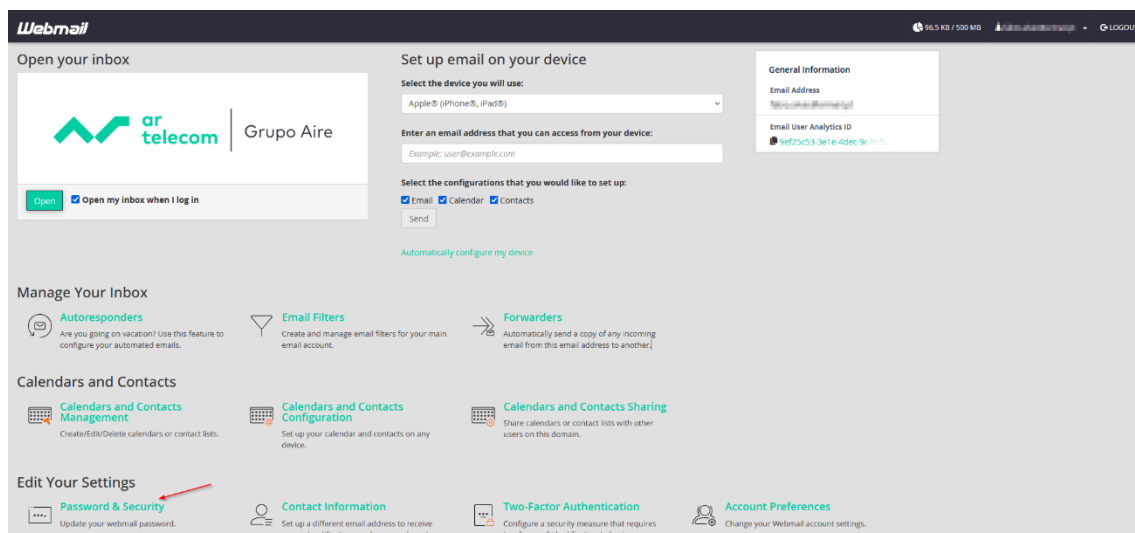 Webmail
96.5 KB / 500 MB
LOGOU
Open your inbox
ar
telecom
Grupo Aire
Open
Open my inbox when I log in
Set up email on your device
Select the device you will use:
Apple® (iPhone®, iPad®)
Enter an email address that you can access from your device:
Example: user@example.com
Select the configurations that you would like to set up:
Email Calendar Contacts
Send
Automatically configure my device
General Information
Email Address
Email User Analytics ID
Manage Your Inbox
Autoresponders
Are you going on vacation? Use this feature to
configure your automated emails.
Email Filters
Create and manage email filters for your main
email account.
Forwarders
Automatically send a copy of any incoming
email from this email address to another.
Calendars and Contacts
Calendars and Contacts
Management
Create/Edit/Delete calendars or contact lists.
Calendars and Contacts
Configuration
Set up your calendar and contacts on any
device.
Calendars and Contacts Sharing
Share calendars or contact lists with other
users on this domain.
Edit Your Settings
Password & Security
Update your webmail password.
Contact Information
Set up a different email address to receive
Two-Factor Authentication
Configure a security measure that requires
Account Preferences
Change your Webmail account settings.